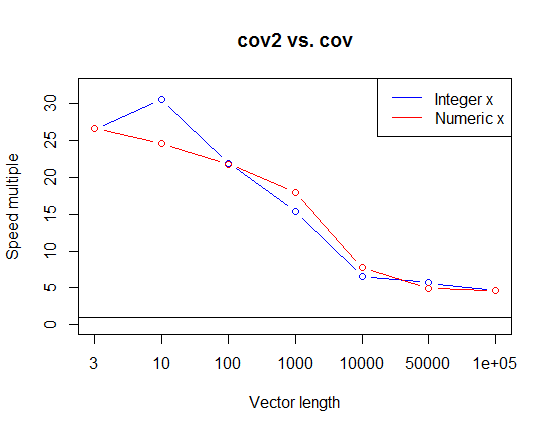 cov2 vs. cov
Integer x
Numeric x
Speed multiple
30
25
20
15
10
5
0
3 10 100 1000 10000 50000 1e+05
Vector length